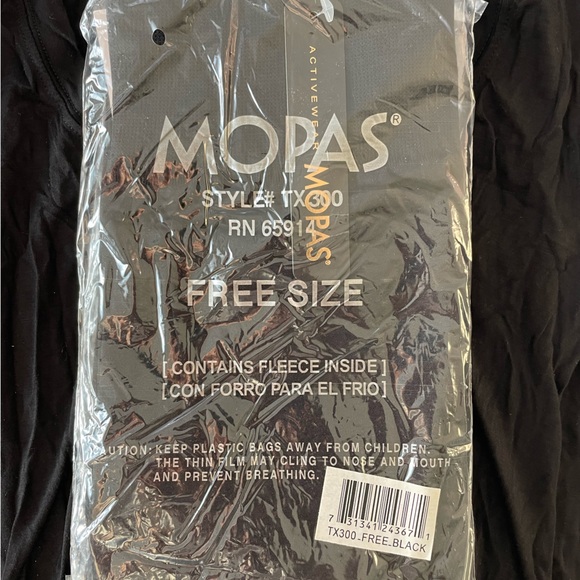 MOPAS®
ACTIVEWEAR
MOPAS®
STYLE# TX300
RN 65914
FREE SIZE
[ CONTAINS FLEECE INSIDE ]
[ CON FORRO PARA EL FRIO ]
CAUTION: KEEP PLASTIC BAGS AWAY FROM CHILDREN.
THE THIN FILM MAY CLING TO NOSE AND MOUTH
AND PREVENT BREATHING.
7 31341 24367 1
TX300-FREE-BLACK